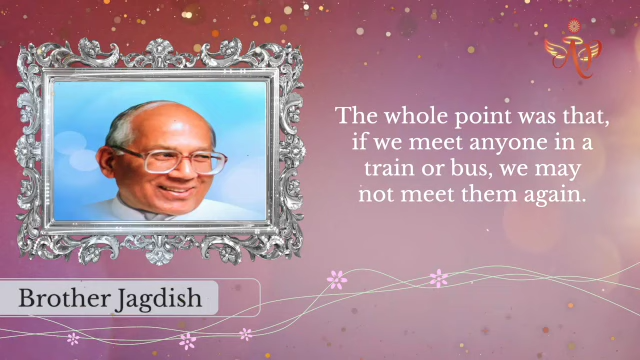 The whole point was that,
if we meet anyone in a
train or bus, we may
not meet them again.
Brother Jagdish